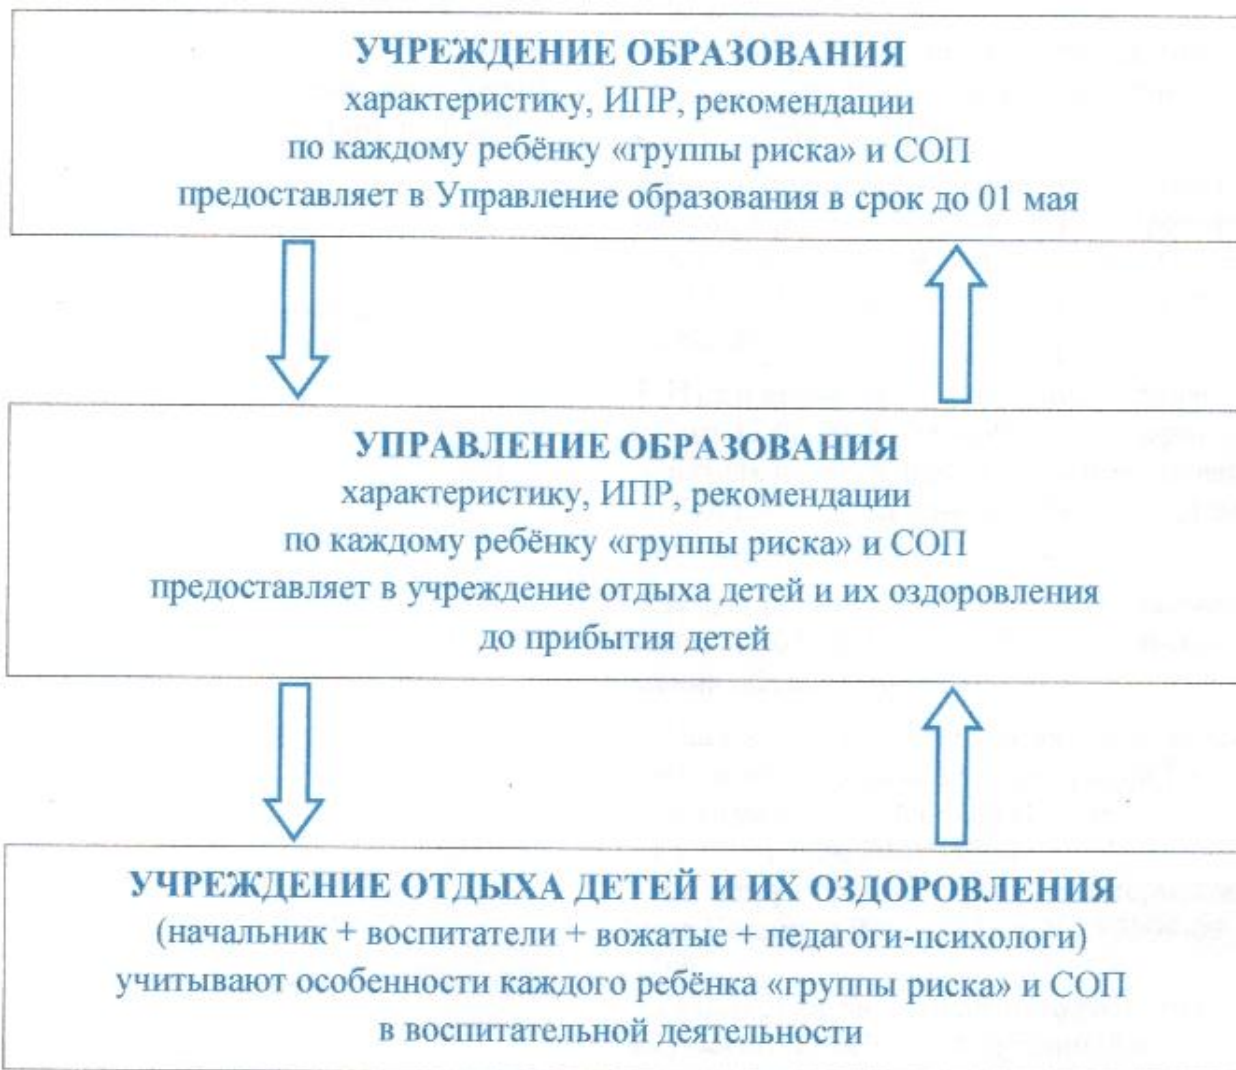 УЧРЕЖДЕНИЕ ОБРАЗОВАНИЯ
характеристику, ИПР, рекомендации
по каждому ребёнку «группы риска» и СОП
предоставляет в Управление образования в срок до 01 мая
УПРАВЛЕНИЕ ОБРАЗОВАНИЯ
характеристику, ИПР, рекомендации
по каждому ребёнку «группы риска» и СОП
предоставляет в учреждение отдыха детей и их оздоровления
до прибытия детей
УЧРЕЖДЕНИЕ ОТДЫХА ДЕТЕЙ И ИХ ОЗДОРОВЛЕНИЯ
(начальник + воспитатели + вожатые + педагоги-психологи)
учитывают особенности каждого ребёнка «группы риска» и СОП
в воспитательной деятельности